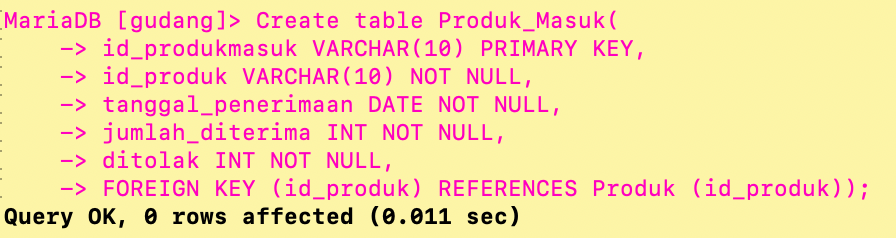 MariaDB [gudang]> Create table Produk_Masuk(
-> id_produkmasuk VARCHAR(10) PRIMARY KEY,
-> id_produk VARCHAR(10) NOT NULL,
-> tanggal_penerimaan DATE NOT NULL,
-> jumlah_diterima INT NOT NULL,
-> ditolak INT NOT NULL,
-> FOREIGN KEY (id_produk) REFERENCES Produk (id_produk));
Query OK, 0 rows affected (0.011 sec)